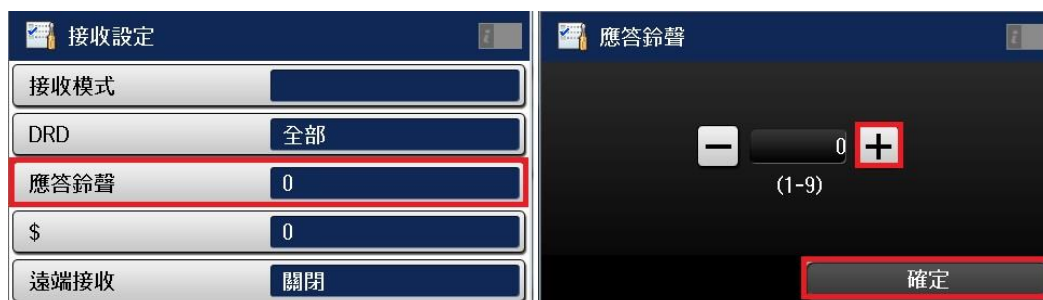 接收設定
接收模式
DRD 全部
應答鈴聲 0
$ 0
遠端接收 關閉
應答鈴聲
− 0 +
(1-9)
確定